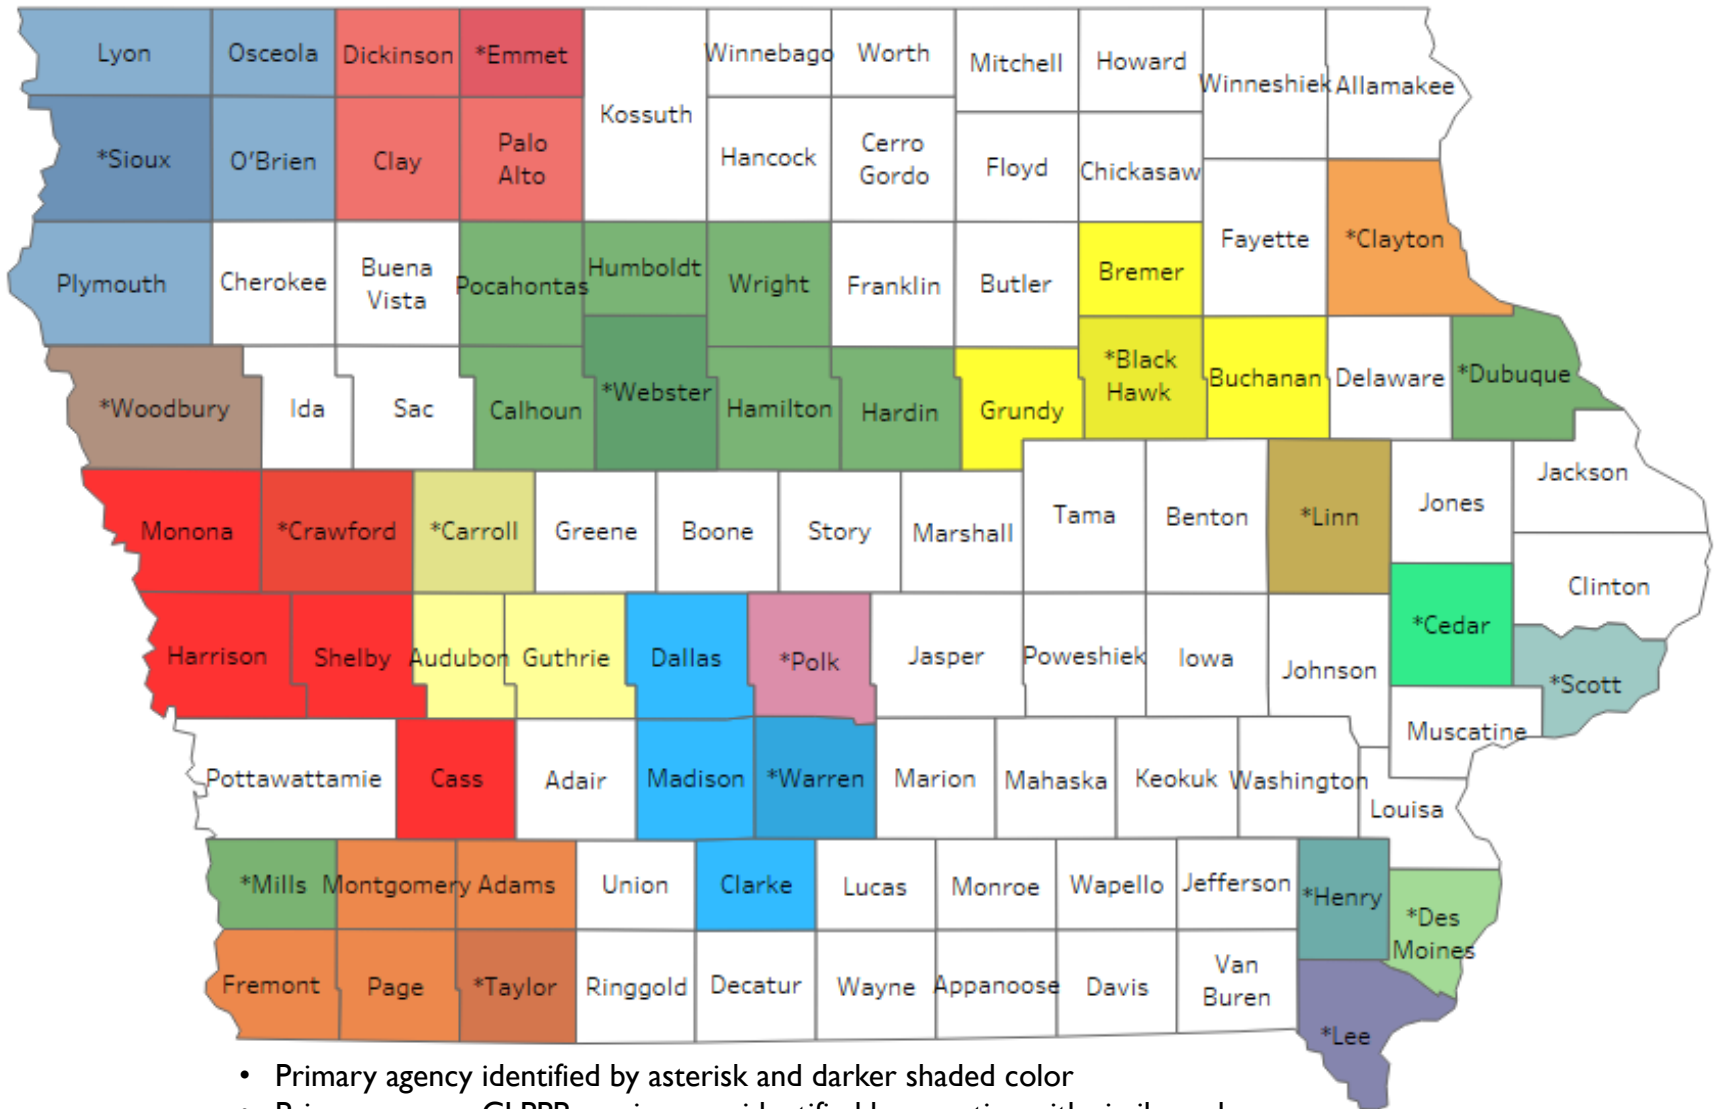 Lyon
Osceola
Dickinson
*Emmet
Kossuth
Winnebago
Worth
Mitchell
Howard
Winneshiek
Allamakee
*Sioux
O'Brien
Clay
Palo
Alto
Hancock
Cerro
Gordo
Floyd
Chickasaw
Plymouth
Cherokee
Buena
Vista
Pocahontas
Humboldt
Wright
Franklin
Butler
Bremer
Fayette
*Clayton
*Woodbury
Ida
Sac
Calhoun
*Webster
Hamilton
Hardin
Grundy
*Black
Hawk
Buchanan
Delaware
*Dubuque
Monona
*Crawford
*Carroll
Greene
Boone
Story
Marshall
Tama
Benton
*Linn
Jones
Jackson
Clinton
Harrison
Shelby
Audubon
Guthrie
Dallas
*Polk
Jasper
Poweshiek
Iowa
Johnson
*Cedar
*Scott
Muscatine
Pottawattamie
Cass
Adair
Madison
*Warren
Marion
Mahaska
Keokuk
Washington
Louisa
*Mills
Montgomery
Adams
Union
Clarke
Lucas
Monroe
Wapello
Jefferson
*Henry
*Des
Moines
Fremont
Page
*Taylor
Ringgold
Decatur
Wayne
Appanoose
Davis
Van
Buren
*Lee
• Primary agency identified by asterisk and darker shaded color